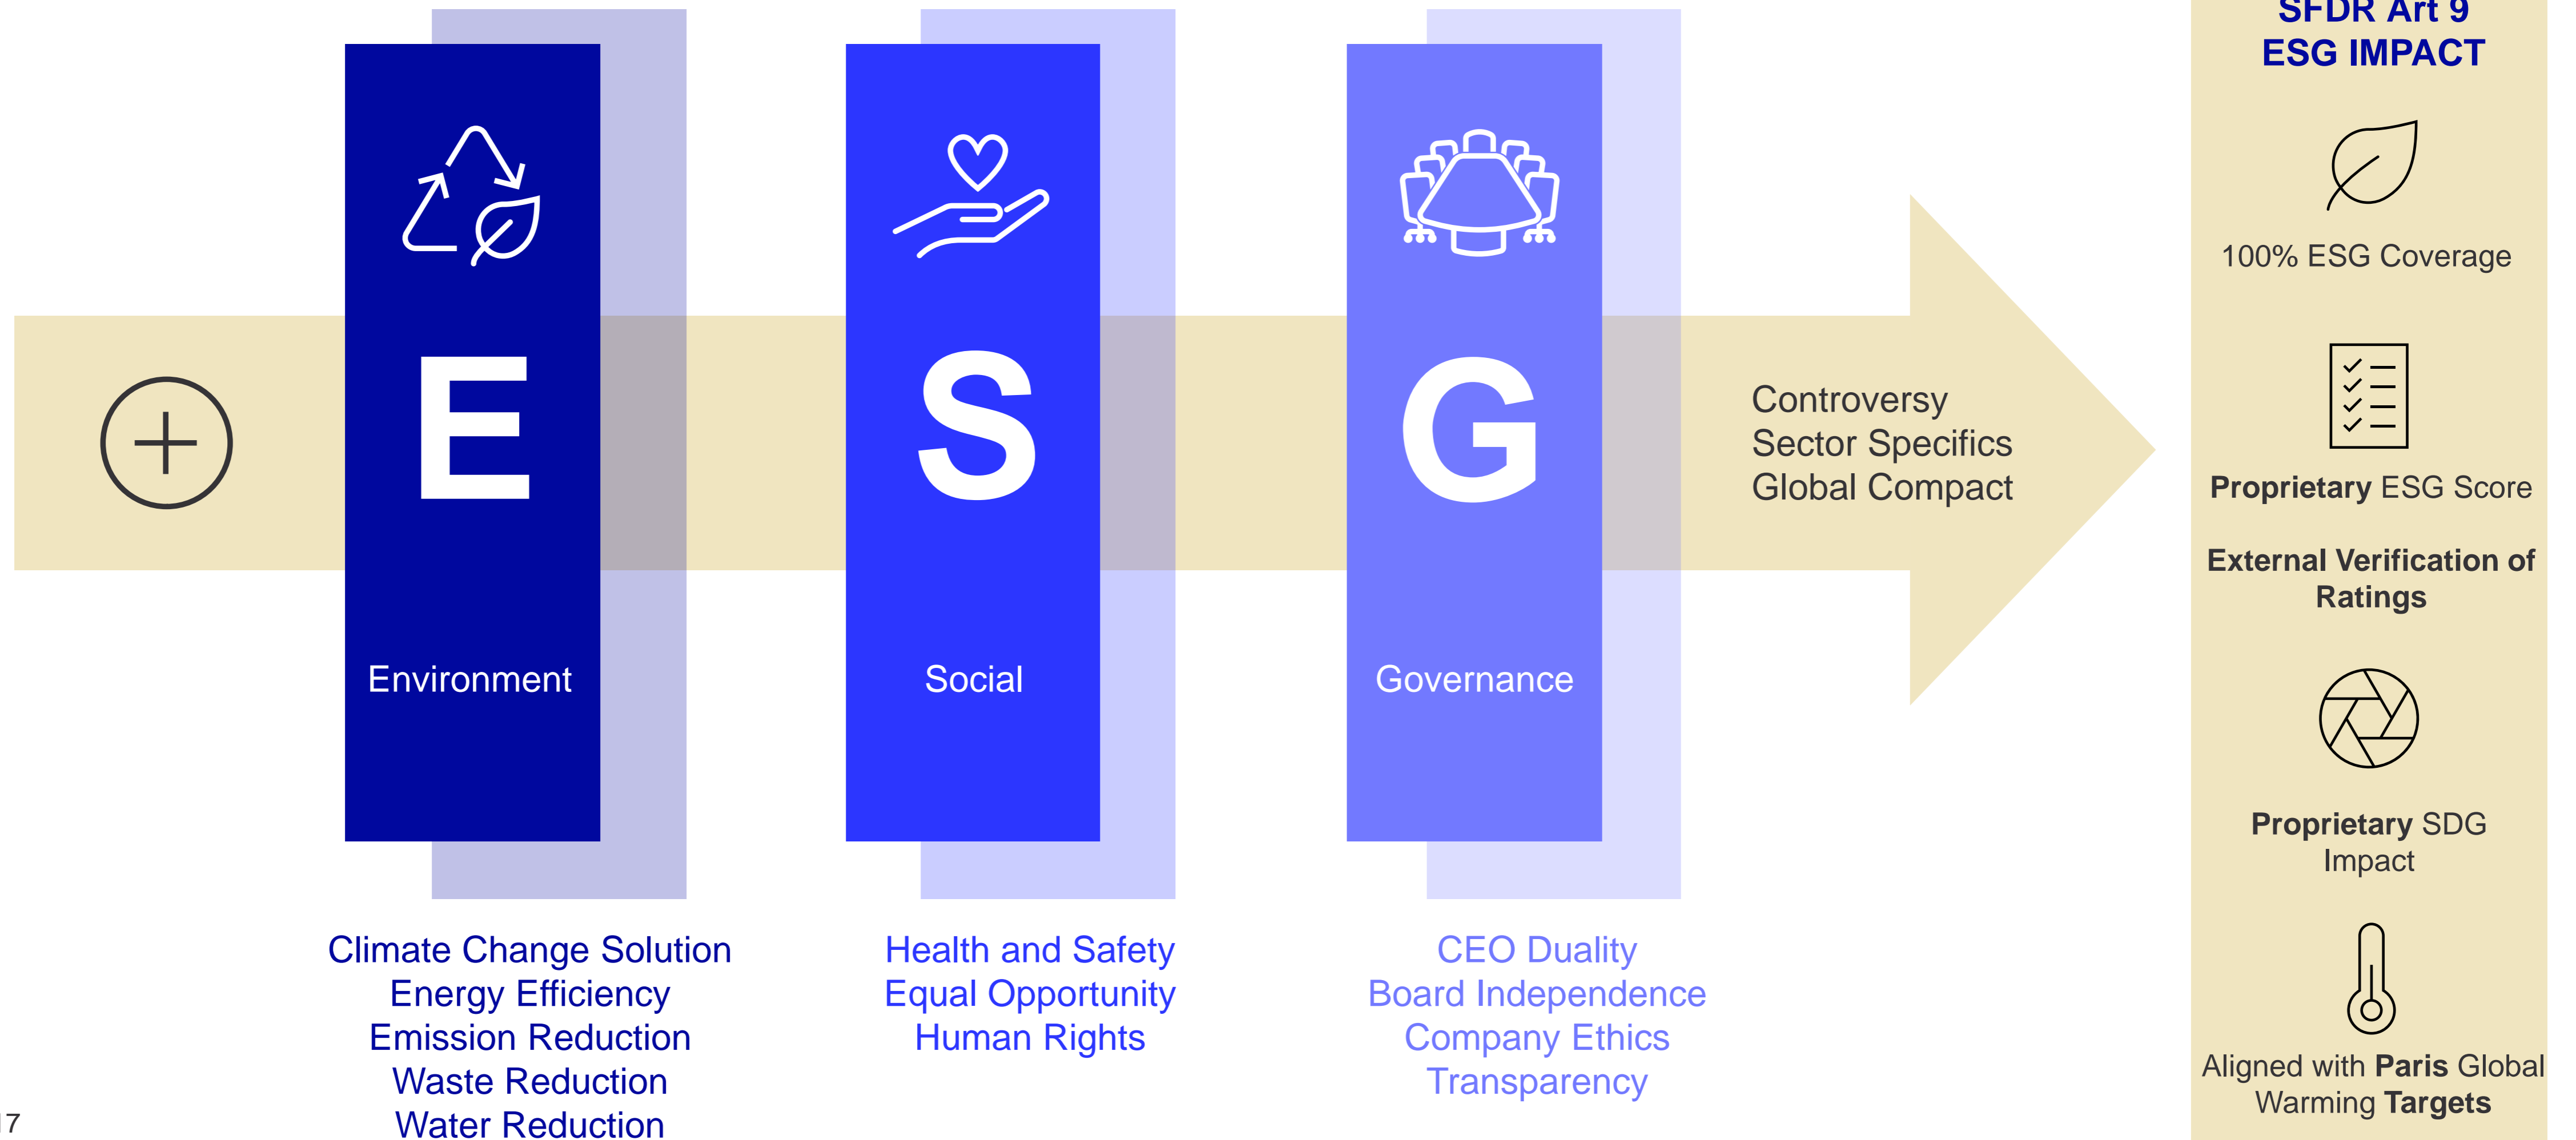 E
Environment
Climate Change Solution
Energy Efficiency
Emission Reduction
Waste Reduction
Water Reduction
S
Social
Health and Safety
Equal Opportunity
Human Rights
G
Governance
CEO Duality
Board Independence
Company Ethics
Transparency
Controversy
Sector Specifics
Global Compact
SFDR Art 9
ESG IMPACT
100% ESG Coverage
Proprietary ESG Score
External Verification of
Ratings
Proprietary SDG
Impact
Aligned with Paris Global
Warming Targets
17